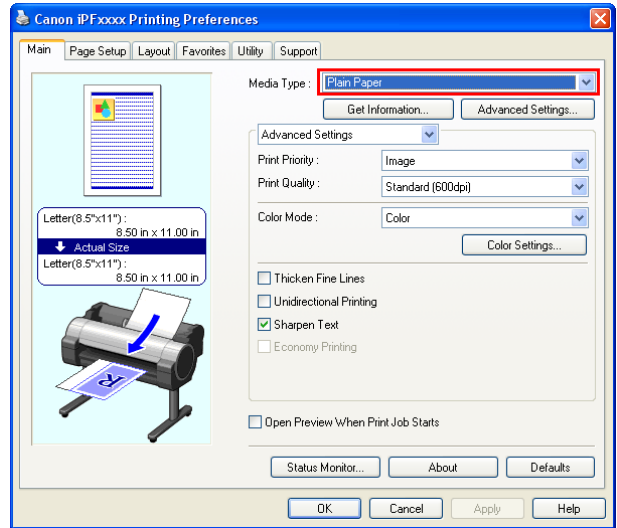 Canon iPFxxxx Printing Preferences
Main Page Setup Layout Favorites Utility Support
Media Type : Plain Paper
Get Information... Advanced Settings...
Advanced Settings
Print Priority : Image
Print Quality : Standard (600dpi)
Letter(8.5"x11") :
8.50 in x 11.00 in
Actual Size
Letter(8.5"x11") :
8.50 in x 11.00 in
Color Mode : Color
Color Settings...
Thicken Fine Lines
Unidirectional Printing
Sharpen Text
Economy Printing
R
Open Preview When Print Job Starts
Status Monitor... About Defaults
OK Cancel Apply Help